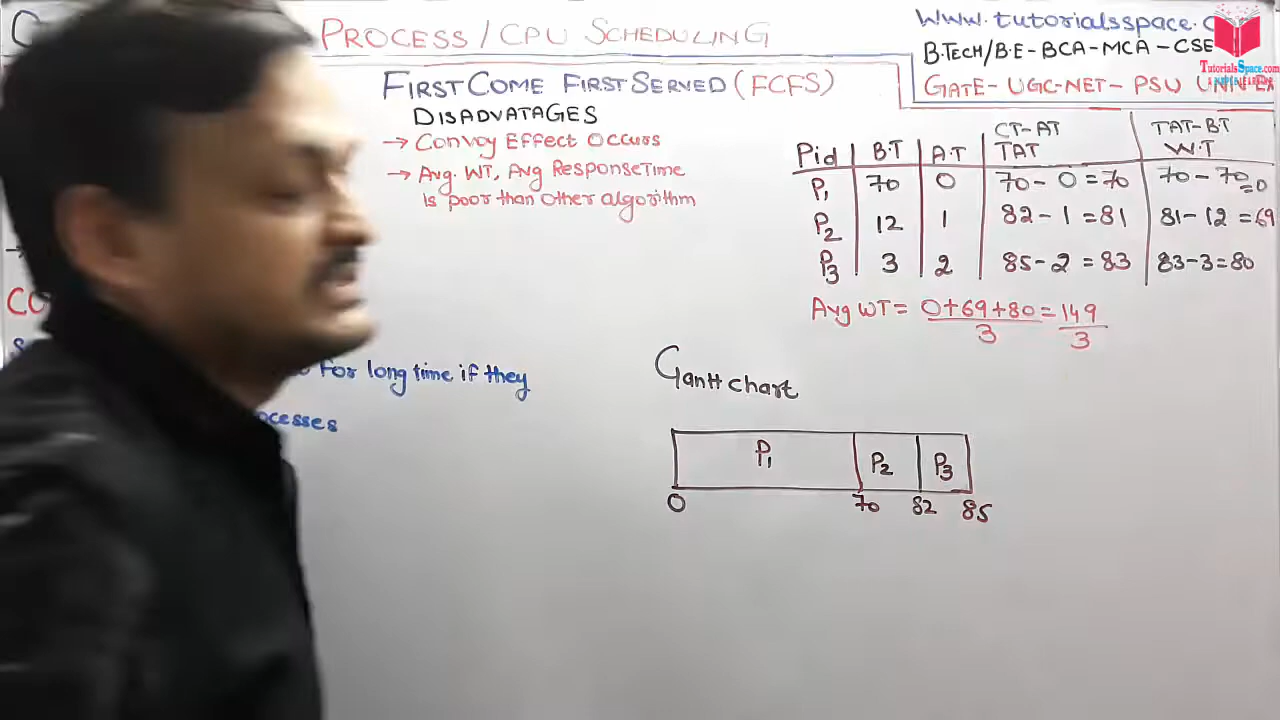 PROCESS / CPU SCHEDULING
www.tutorialsspace.c
B.TECH/B.E - BCA-MCA - CSE
GATE- UGC-NET- PSU
TutorialsSpace.com
FIRST COME FIRST SERVED (FCFS)
DISADVATAGES
→ Convoy Effect Occurs
→ Avg. WT, Avg RESPONSETIME
Is poor than other algorithm
CT-AT TAT-BT
Pid B.T A.T TAT W.T
P1 70 0 70 - 0 = 70 70 - 70 = 0
P2 12 1 82 - 1 = 81 81 - 12 = 69
P3 3 2 85 - 2 = 83 83-3 = 80
Avg WT = 0+69+80 = 149
3 3
CO
For long time if they
ocesses
Gantt chart
P1 P2 P3
0 70 82 85